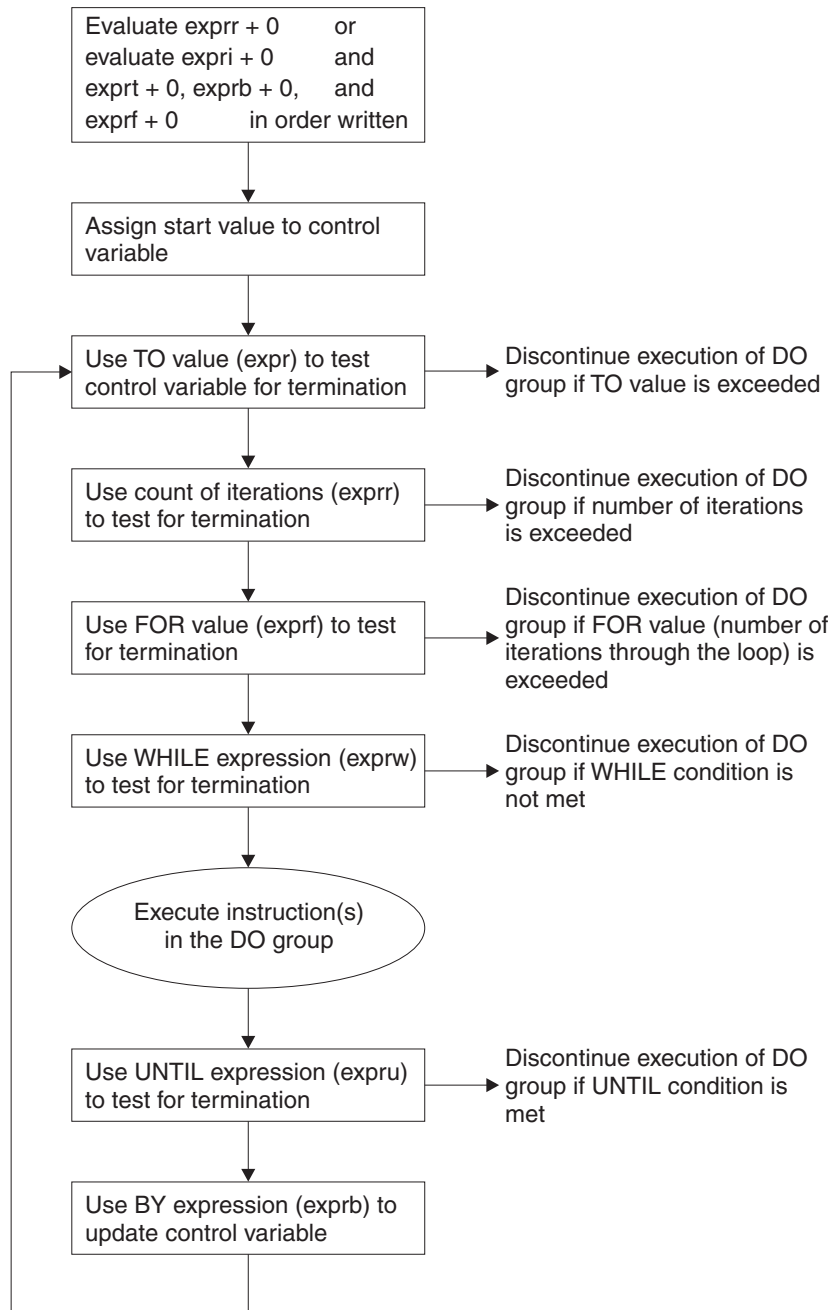 Evaluate exprr + 0 or
evaluate expri + 0 and
exprt + 0, exprb + 0, and
exprf + 0 in order written
Assign start value to control
variable
Use TO value (expr) to test
control variable for termination
Discontinue execution of DO
group if TO value is exceeded
Use count of iterations (exprr)
to test for termination
Discontinue execution of DO
group if number of iterations
is exceeded
Use FOR value (exprf) to test
for termination
Discontinue execution of DO
group if FOR value (number of
iterations through the loop) is
exceeded
Use WHILE expression (exprw)
to test for termination
Discontinue execution of DO
group if WHILE condition is
not met
Execute instruction(s)
in the DO group
Use UNTIL expression (expru)
to test for termination
Discontinue execution of DO
group if UNTIL condition is
met
Use BY expression (exprb) to
update control variable